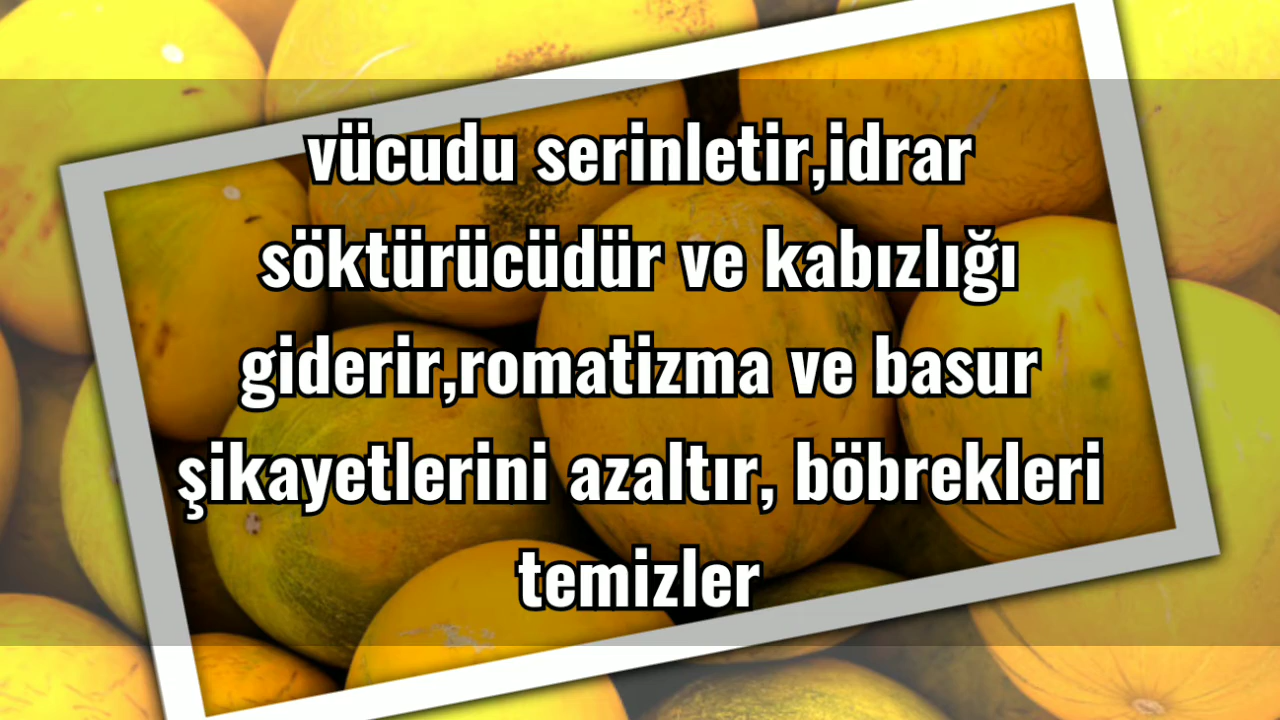 vücudu serinletir,idrar
söktürücüdür ve kabızlığı
giderir,romatizma ve basur
şikayetlerini azaltır, böbrekleri
temizler